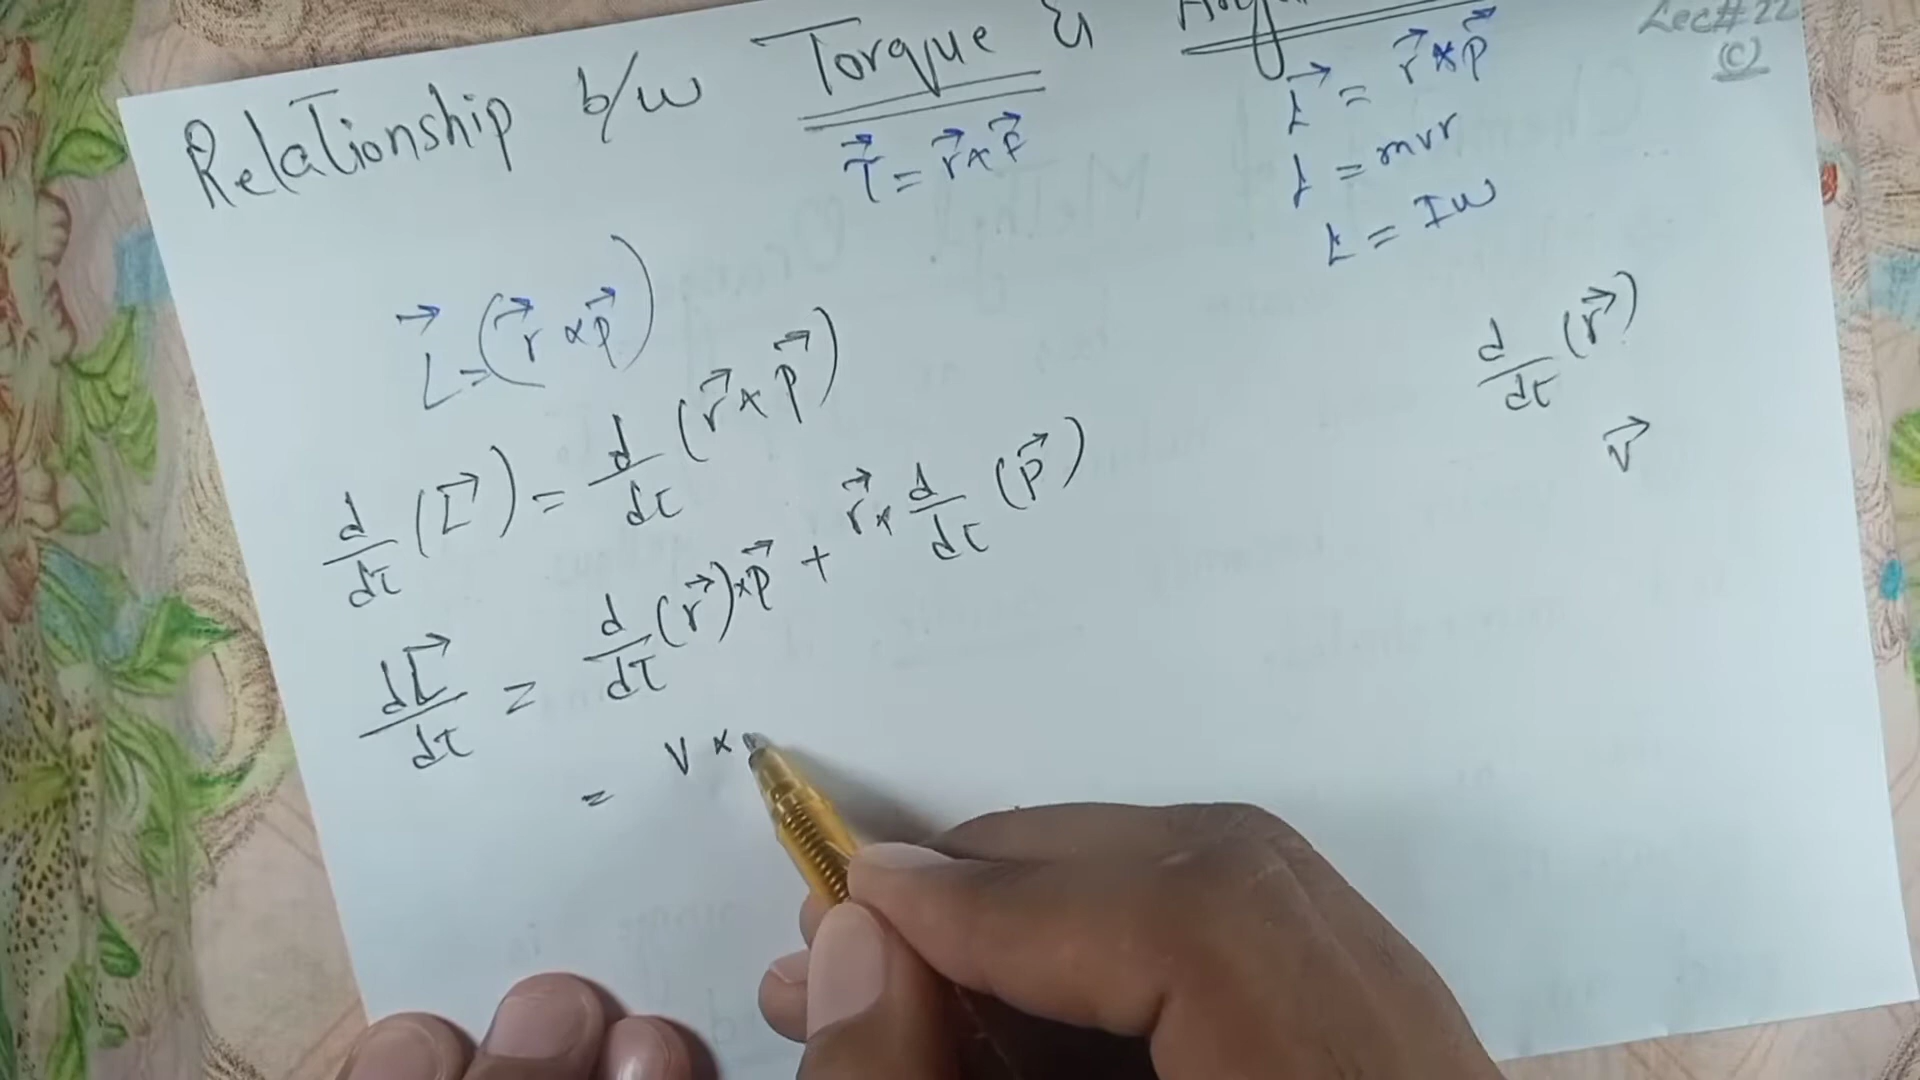 Relationship b/w Torque &
Lec#22
(C)
τ⃗ = r⃗ × F⃗
L⃗ = r⃗ × p⃗
L = mvr
L = Iω
L⃗ = (r⃗ × p⃗)
d/dt (L⃗) = d/dt (r⃗ × p⃗)
dL⃗/dt = d/dt (r⃗) × p⃗ + r⃗ × d/dt (p⃗)
= v ×
d/dt (r⃗)
v⃗